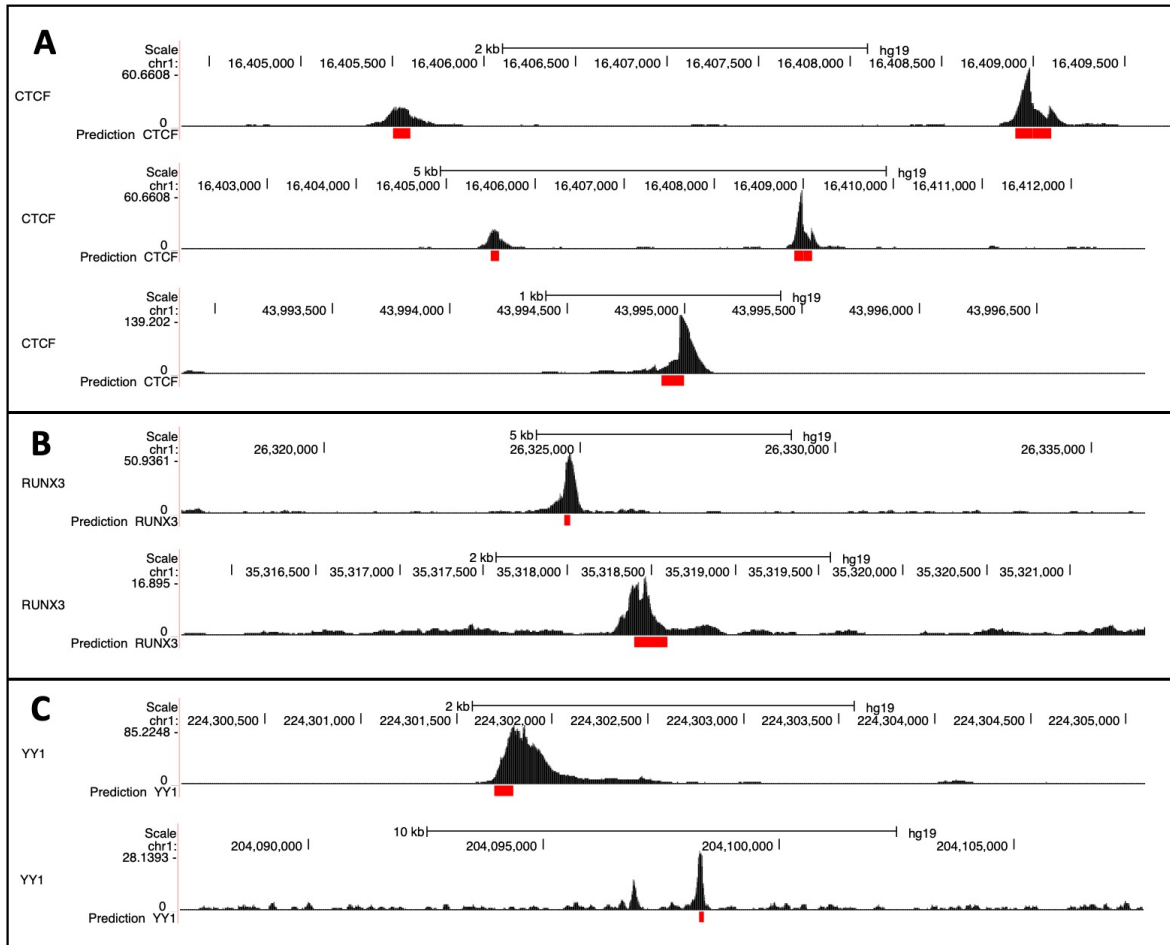 A
Scale 2 kb hg19
chr1: 16,405,000 16,405,500 16,406,000 16,406,500 16,407,000 16,407,500 16,408,000 16,408,500 16,409,000 16,409,500
60.6608 -
CTCF
0
Prediction CTCF
Scale 5 kb hg19
chr1: 16,403,000 16,404,000 16,405,000 16,406,000 16,407,000 16,408,000 16,409,000 16,410,000 16,411,000 16,412,000
60.6608 -
CTCF
0
Prediction CTCF
Scale 1 kb hg19
chr1: 43,993,500 43,994,000 43,994,500 43,995,000 43,995,500 43,996,000 43,996,500
139.202 -
CTCF
0
Prediction CTCF
B
Scale 5 kb hg19
chr1: 26,320,000 26,325,000 26,330,000 26,335,000
50.9361 -
RUNX3
0
Prediction RUNX3
Scale 2 kb hg19
chr1: 35,316,500 35,317,000 35,317,500 35,318,000 35,318,500 35,319,000 35,319,500 35,320,000 35,320,500 35,321,000
16.895 -
RUNX3
0
Prediction RUNX3
C
Scale 2 kb hg19
chr1: 224,300,500 224,301,000 224,301,500 224,302,000 224,302,500 224,303,000 224,303,500 224,304,000 224,304,500 224,305,000
85.2248 -
YY1
0
Prediction YY1
Scale 10 kb hg19
chr1: 204,090,000 204,095,000 204,100,000 204,105,000
28.1393 -
YY1
0
Prediction YY1